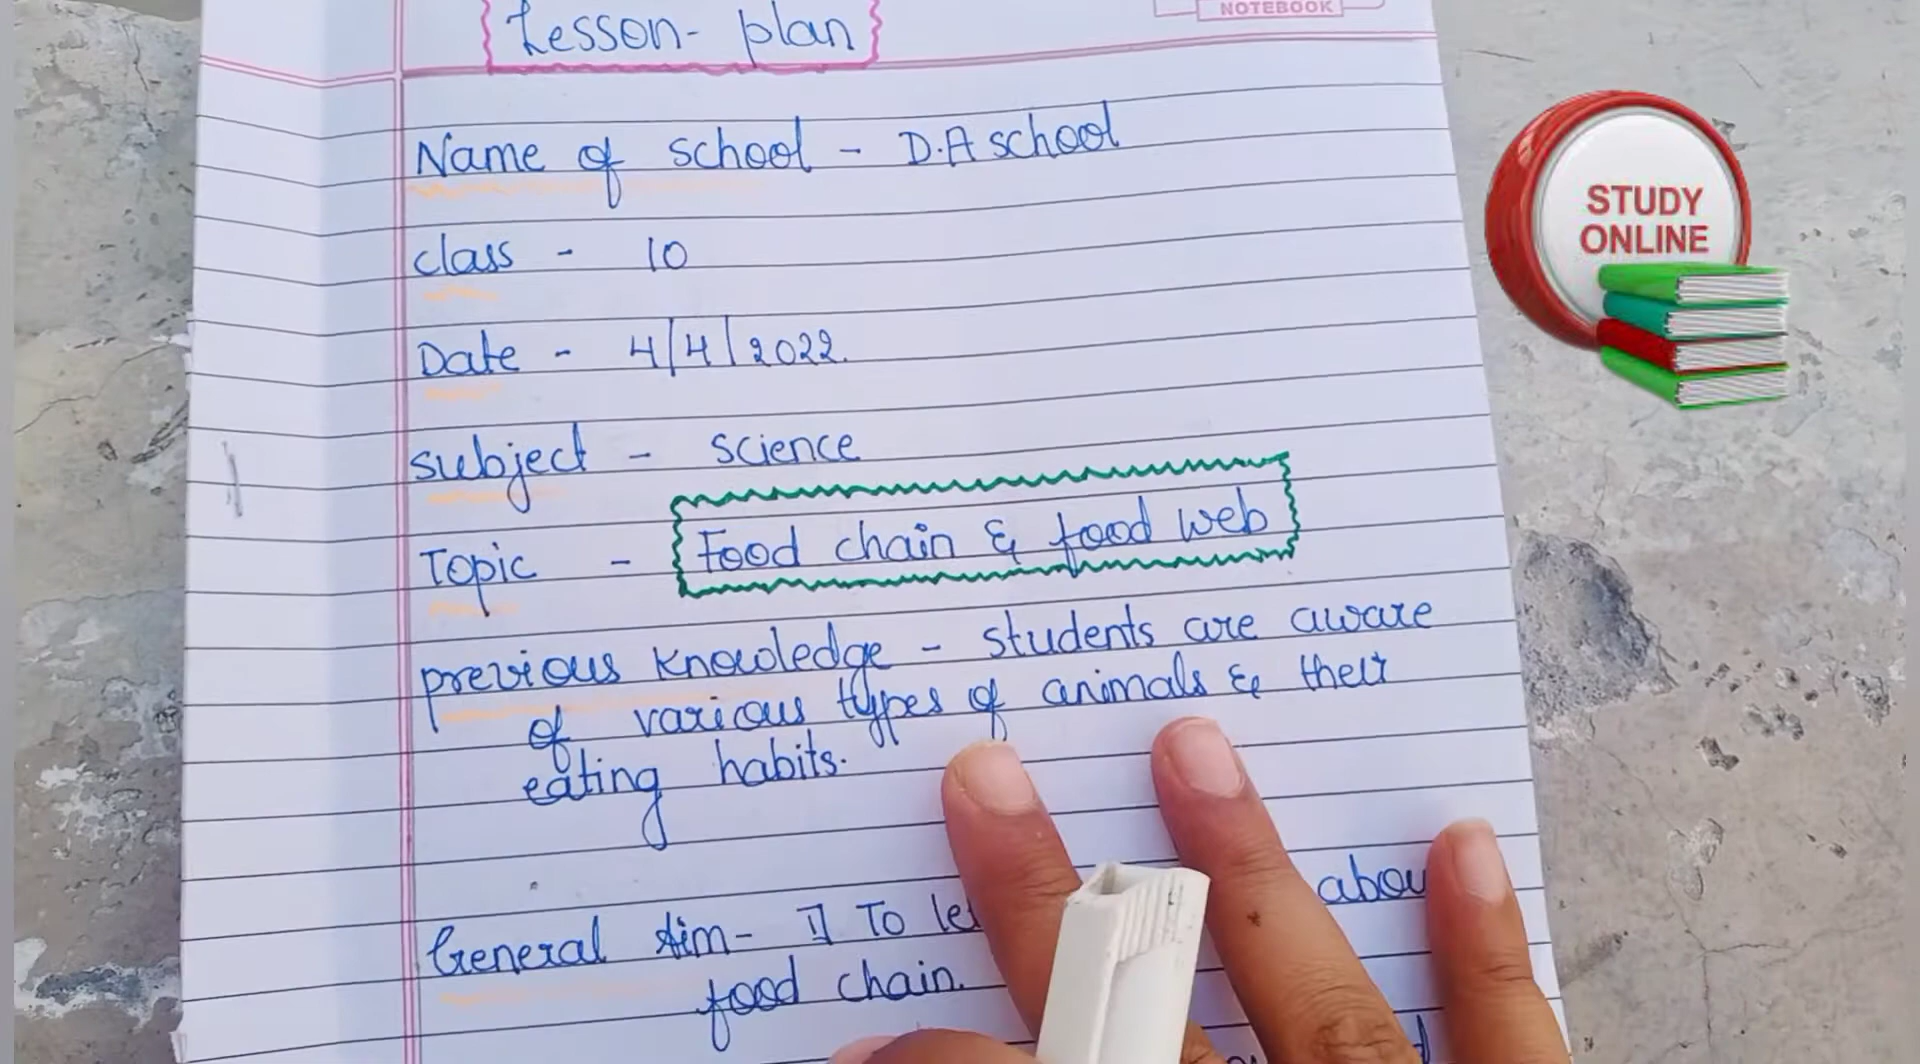 NOTEBOOK
Lesson- plan
Name of school - D.A school
class - 10
Date - 4/4/2022.
subject - science
Topic - Food chain & food web
previous knowledge - students are aware
of various types of animals & their
eating habits.
General Aim- 1] To
food chain.
STUDY
ONLINE